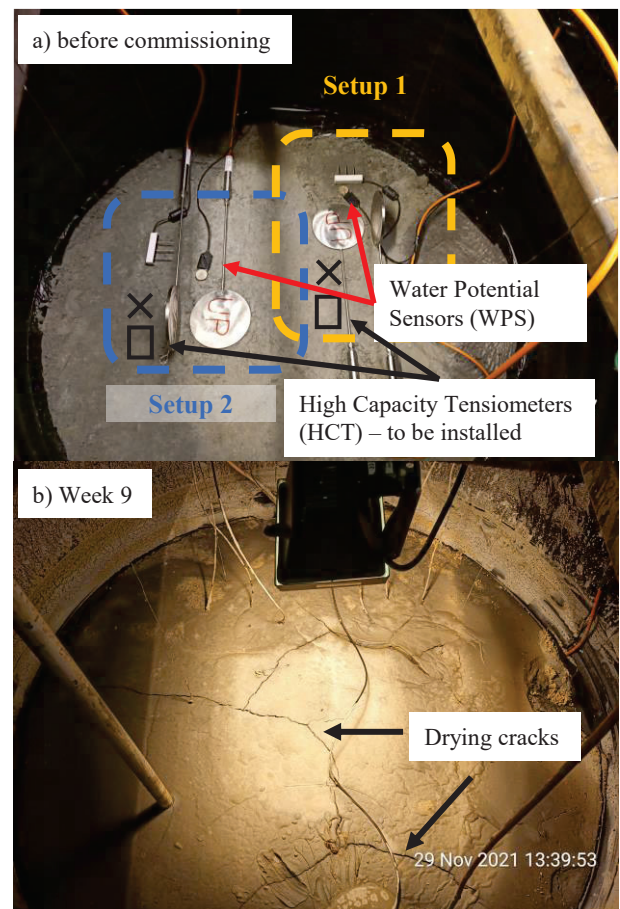 a) before commissioning
Setup 1
Water Potential
Sensors (WPS)
High Capacity Tensiometers
(HCT) – to be installed
Setup 2
UP
b) Week 9
Drying cracks
29 Nov 2021 13:39:53